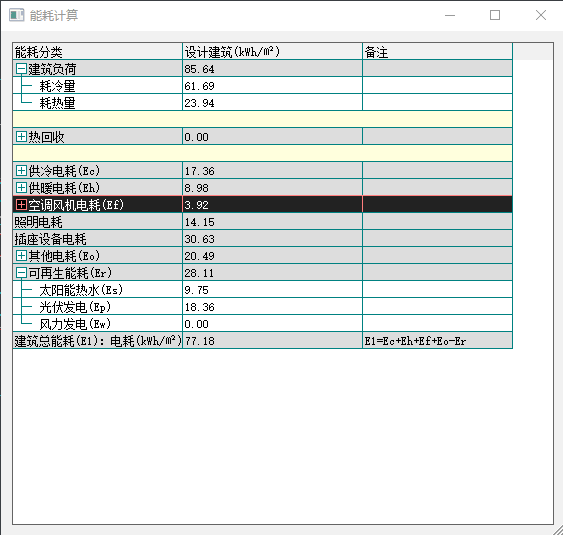 能耗计算
能耗分类 设计建筑(kWh/㎡) 备注
建筑负荷 85.64
耗冷量 61.69
耗热量 23.94
热回收 0.00
供冷电耗(Ec) 17.36
供暖电耗(Eh) 8.98
空调风机电耗(Ef) 3.92
照明电耗 14.15
插座设备电耗 30.63
其他电耗(Eo) 20.49
可再生能耗(Er) 28.11
太阳能热水(Es) 9.75
光伏发电(Ep) 18.36
风力发电(Ew) 0.00
建筑总能耗(E1): 电耗(kWh/㎡) 77.18 E1=Ec+Eh+Ef+Eo-Er